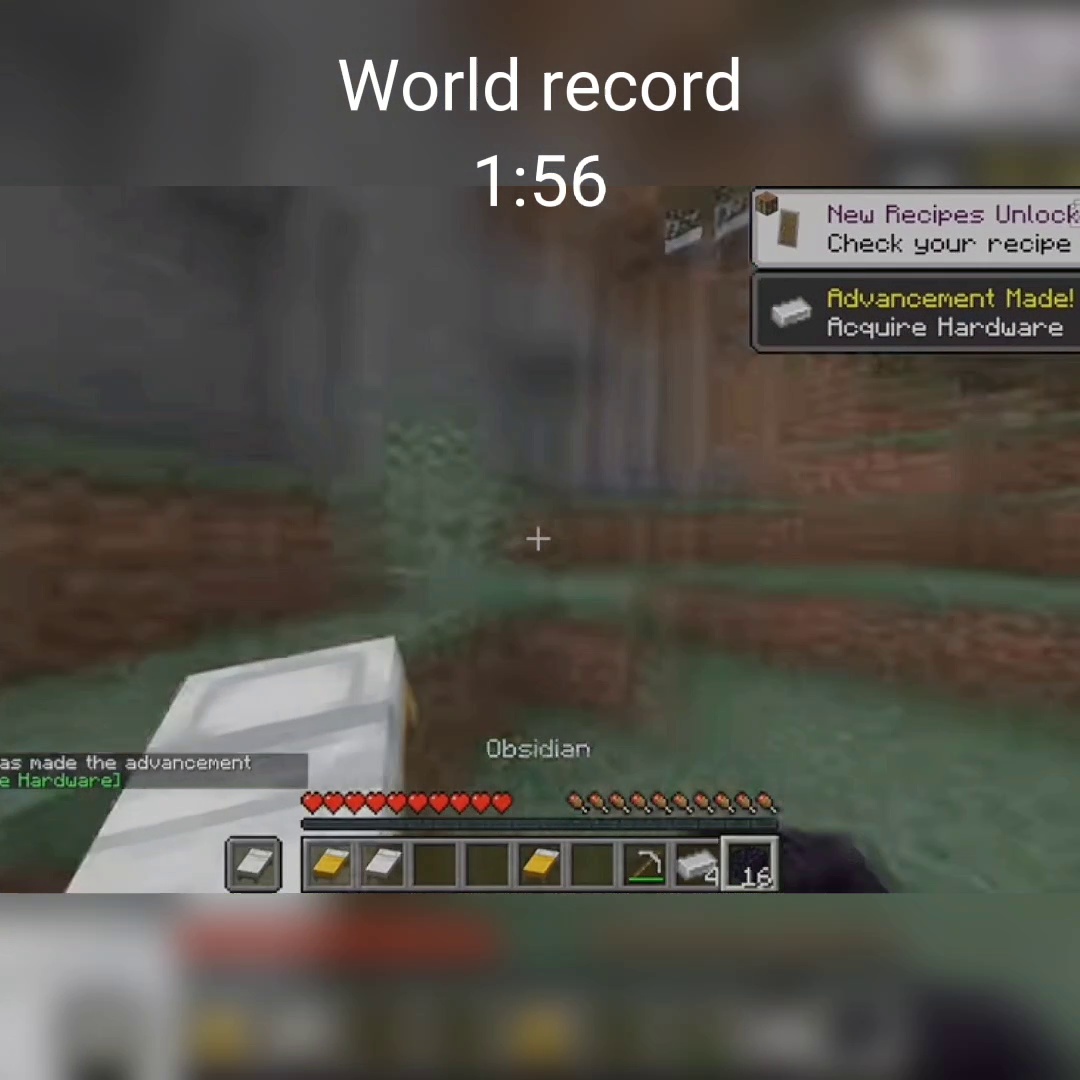 World record
1:56
New Recipes Unlock
Check your recipe
Advancement Made!
Acquire Hardware
as made the advancement
e Hardware]
Obsidian
4
16